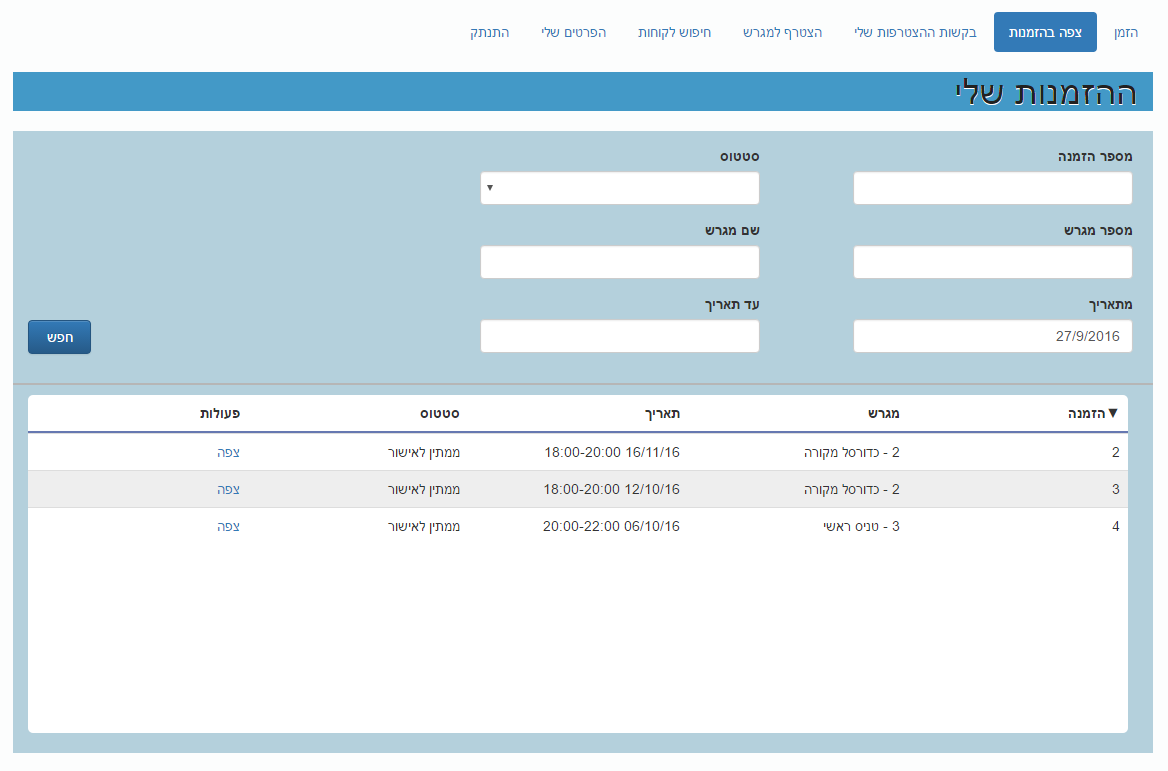 הזמן צפה בהזמנות בקשות ההצטרפות שלי הצטרף למגרש חיפוש לקוחות הפרטים שלי התנתק
ההזמנות שלי
מספר הזמנה סטטוס
מספר מגרש שם מגרש
מתאריך עד תאריך
27/9/2016 חפש
▼הזמנה מגרש תאריך סטטוס פעולות
2 2 - כדורסל מקורה 16/11/16 18:00-20:00 ממתין לאישור צפה
3 2 - כדורסל מקורה 12/10/16 18:00-20:00 ממתין לאישור צפה
4 3 - טניס ראשי 06/10/16 20:00-22:00 ממתין לאישור צפה